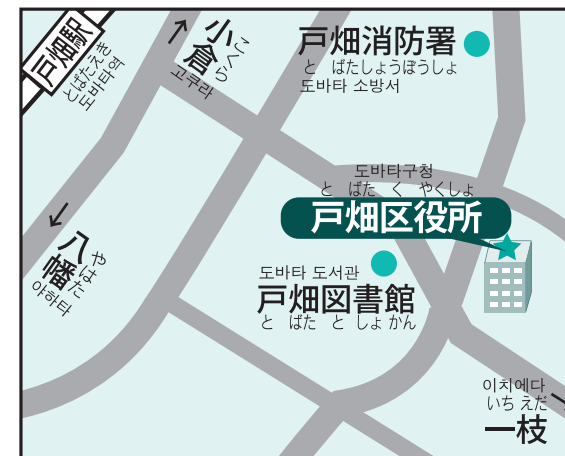 戸畑駅
とばたえき
도바타역
↑
小倉
こくら
고쿠라
戸畑消防署
と ばたしょうぼうしょ
도바타 소방서
도바타구청
と ばた く やくしょ
戸畑区役所
↓
八幡
やはた
야하타
도바타 도서관
戸畑図書館
と ばた と しょ かん
이치에다
いち えだ
一枝